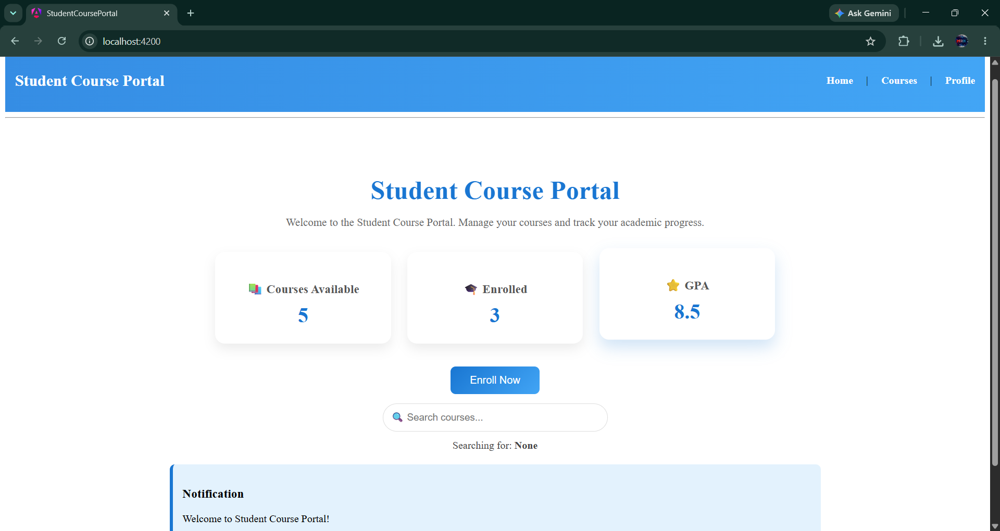 StudentCoursePortal
Ask Gemini
localhost:4200
MRK
Student Course Portal
Home | Courses | Profile
Student Course Portal
Welcome to the Student Course Portal. Manage your courses and track your academic progress.
📚 Courses Available
5
🎓 Enrolled
3
⭐ GPA
8.5
Enroll Now
🔍 Search courses...
Searching for: None
Notification
Welcome to Student Course Portal!